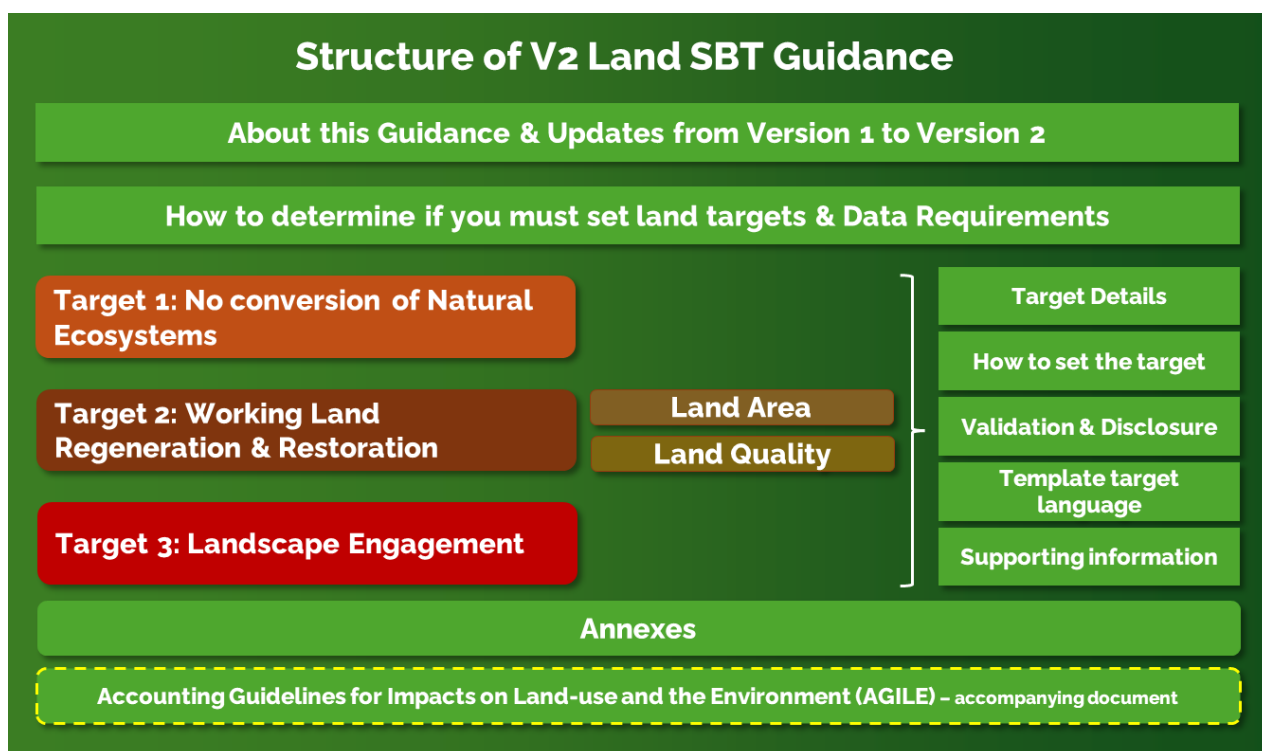 Structure of V2 Land SBT Guidance
About this Guidance & Updates from Version 1 to Version 2
How to determine if you must set land targets & Data Requirements
Target 1: No conversion of Natural
Ecosystems
Target 2: Working Land
Regeneration & Restoration
Land Area
Land Quality
Target 3: Landscape Engagement
Target Details
How to set the target
Validation & Disclosure
Template target
language
Supporting information
Annexes
Accounting Guidelines for Impacts on Land-use and the Environment (AGILE) – accompanying document